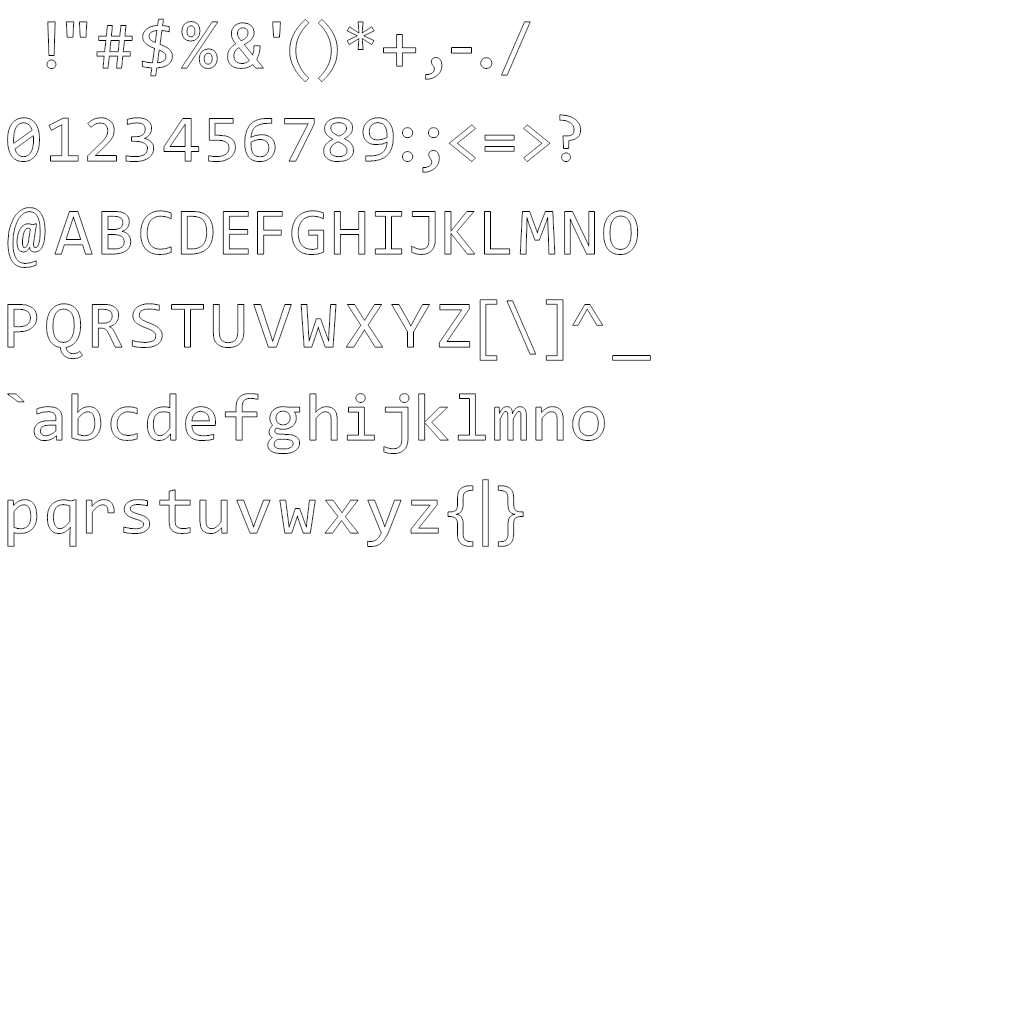 !"#$%&'()*+,-./
0123456789:;<=>?
@ABCDEFGHIJKLMNO
PQRSTUVWXYZ[\]^_
`abcdefghijklmno
pqrstuvwxyz{|}